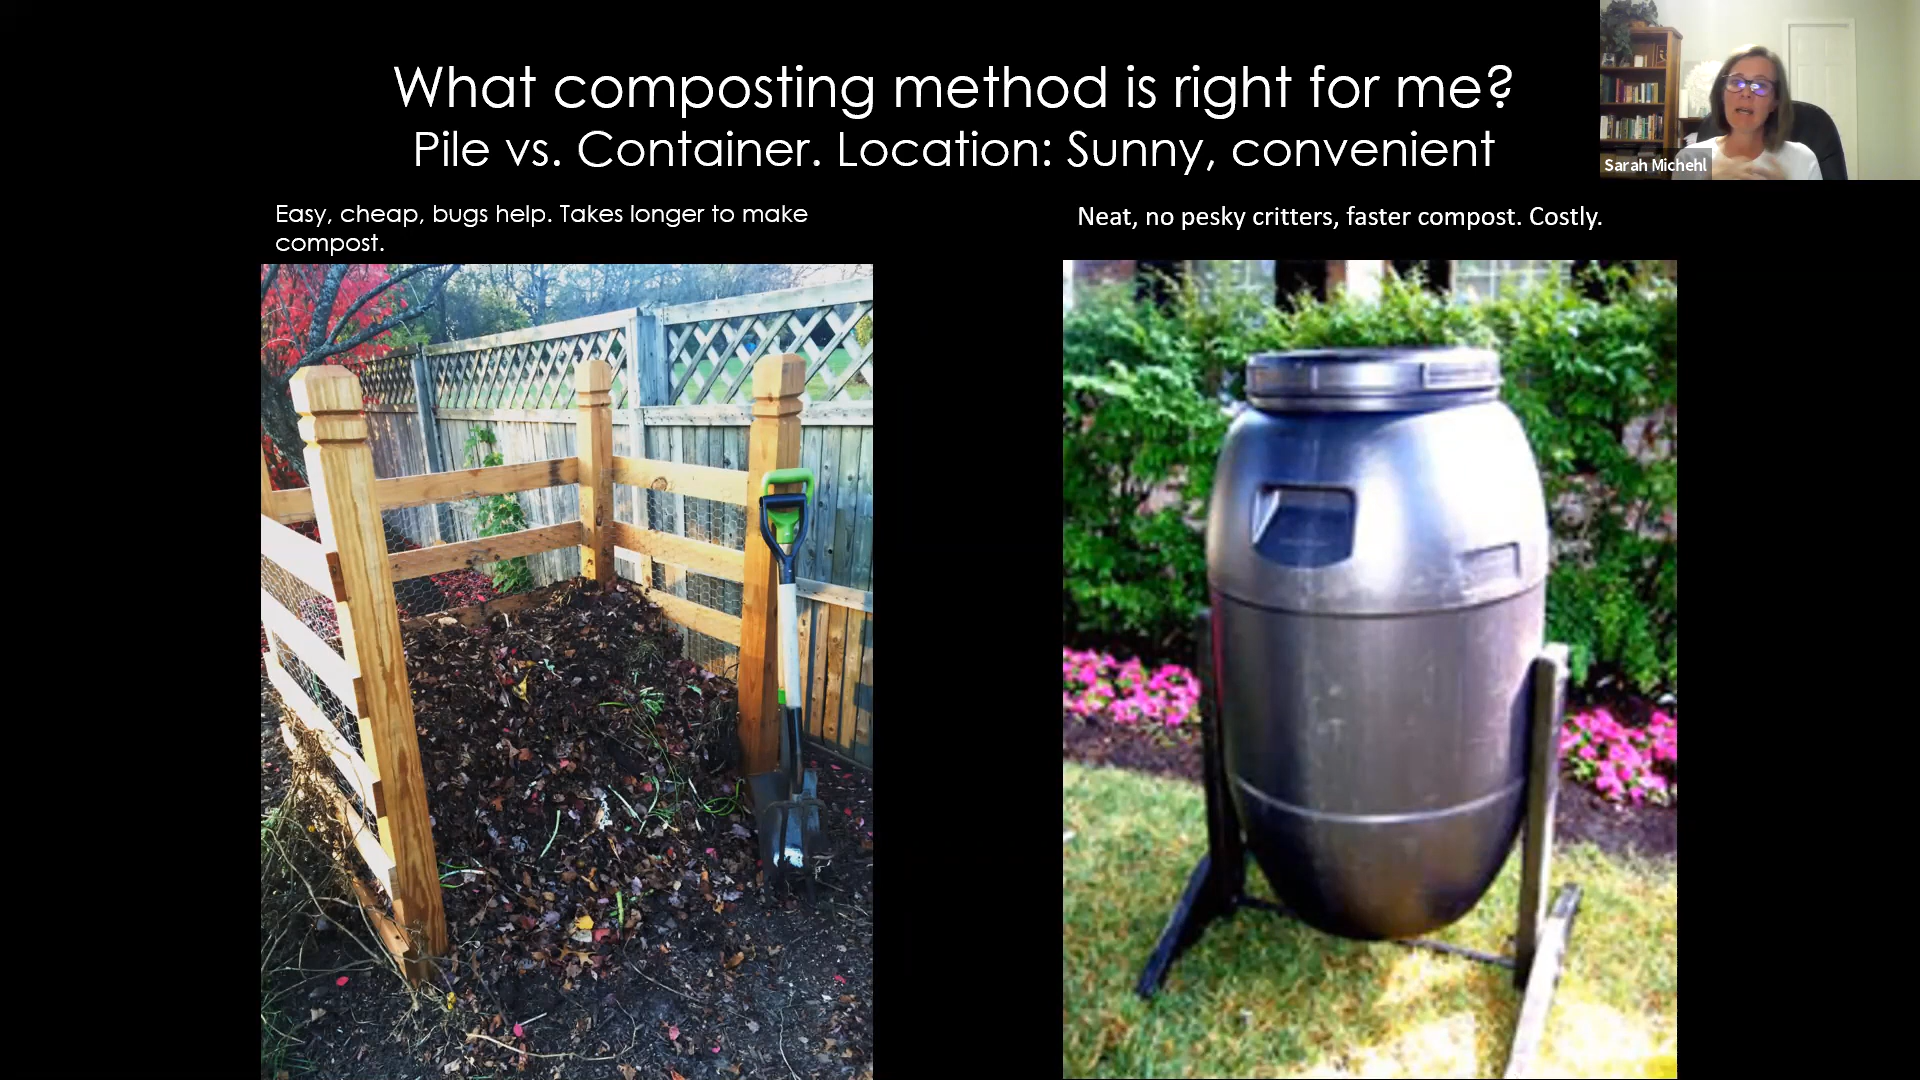 What composting method is right for me?
Pile vs. Container. Location: Sunny, convenient
Sarah Michehl
Easy, cheap, bugs help. Takes longer to make
compost.
Neat, no pesky critters, faster compost. Costly.